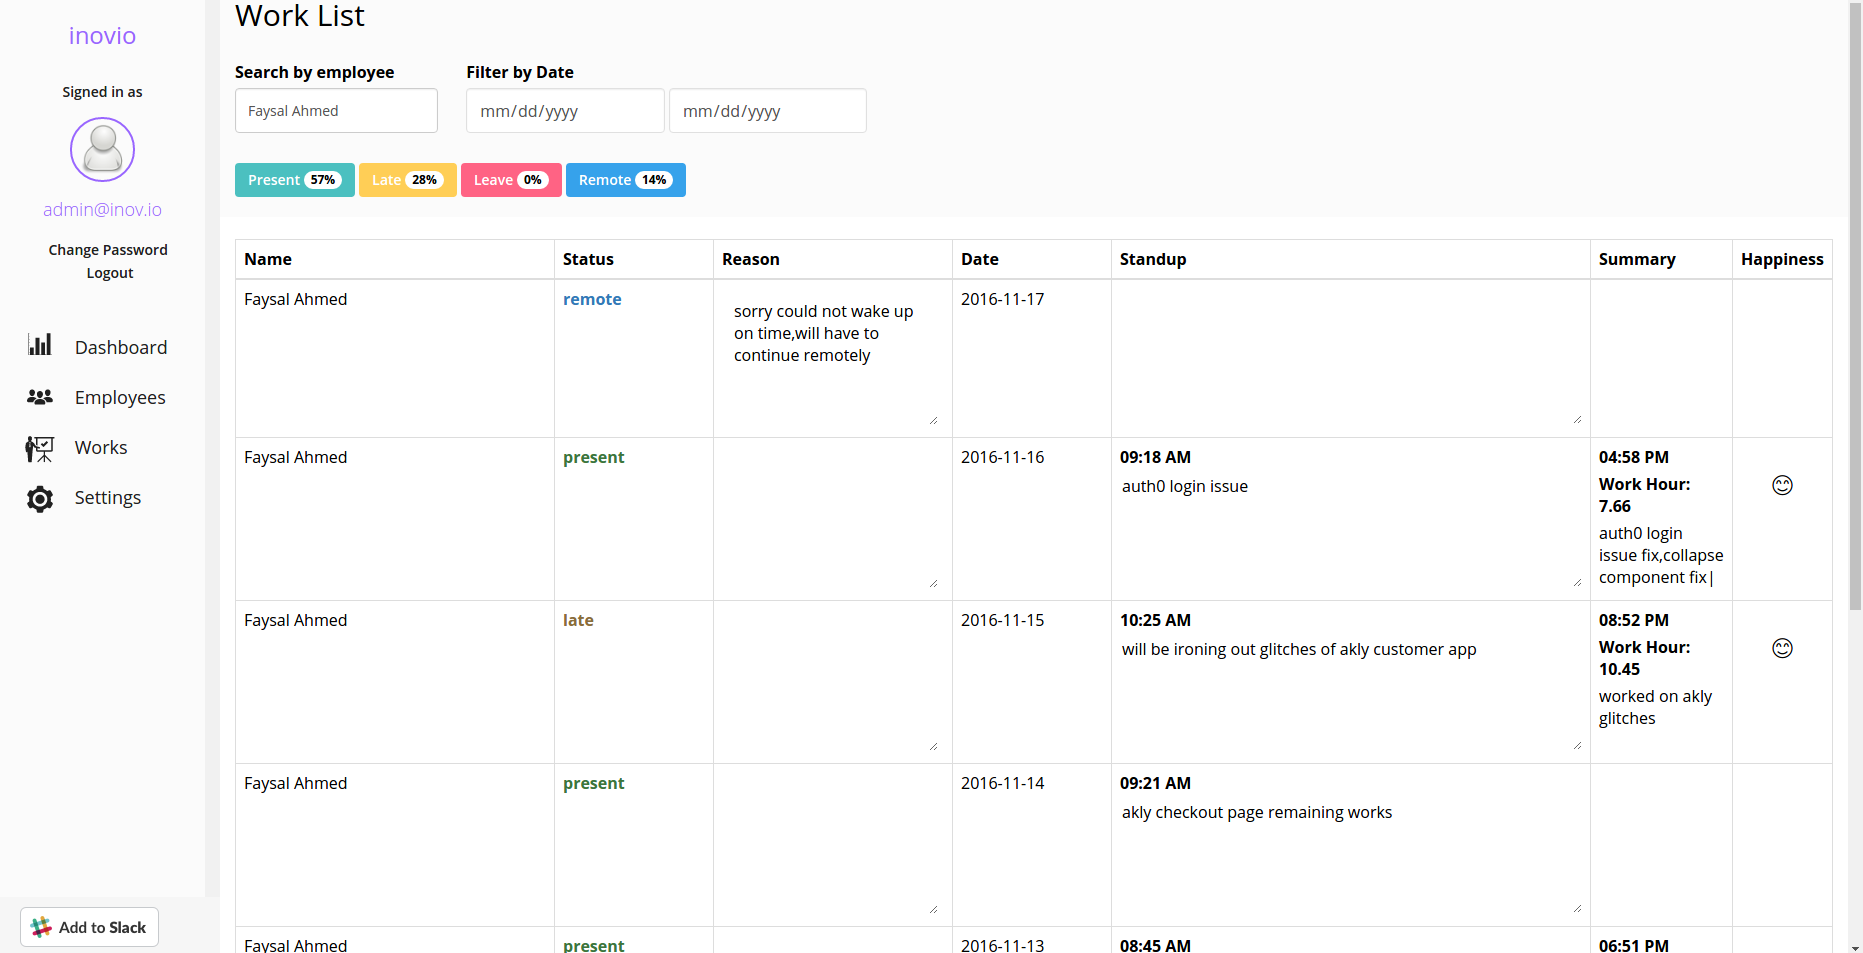 inovio
Signed in as
admin@inov.io
Change Password
Logout
Dashboard
Employees
Works
Settings
Add to Slack
Work List
Search by employee
Filter by Date
Faysal Ahmed
mm/dd/yyyy
mm/dd/yyyy
Present 57%
Late 28%
Leave 0%
Remote 14%
Name
Status
Reason
Date
Standup
Summary
Happiness
Faysal Ahmed
remote
sorry could not wake up
on time,will have to
continue remotely
2016-11-17
Faysal Ahmed
present
2016-11-16
09:18 AM
auth0 login issue
04:58 PM
Work Hour:
7.66
auth0 login
issue fix,collapse
component fix|
Faysal Ahmed
late
2016-11-15
10:25 AM
will be ironing out glitches of akly customer app
08:52 PM
Work Hour:
10.45
worked on akly
glitches
Faysal Ahmed
present
2016-11-14
09:21 AM
akly checkout page remaining works
Faysal Ahmed
present
2016-11-13
08:45 AM
06:51 PM